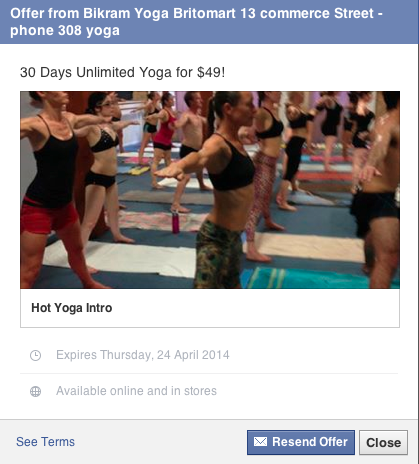 Offer from Bikram Yoga Britomart 13 commerce Street -
phone 308 yoga
30 Days Unlimited Yoga for $49!
Hot Yoga Intro
Expires Thursday, 24 April 2014
Available online and in stores
See Terms
Resend Offer
Close